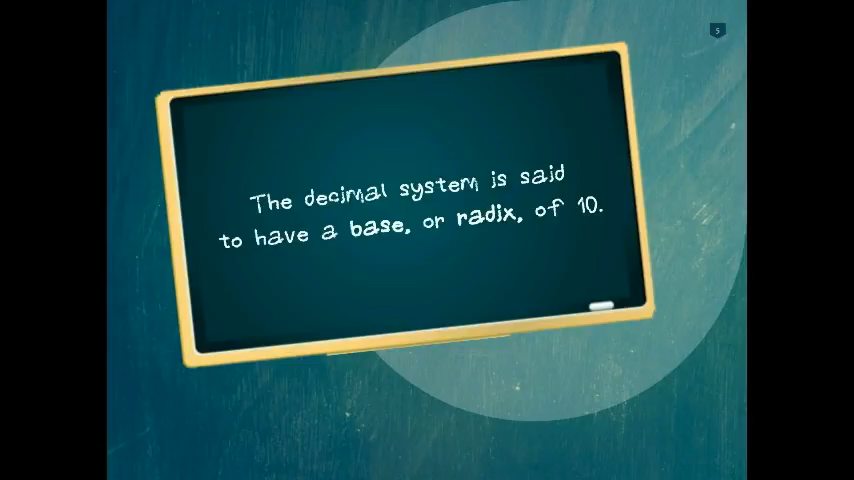 5
The decimal system is said
to have a base, or radix, of 10.